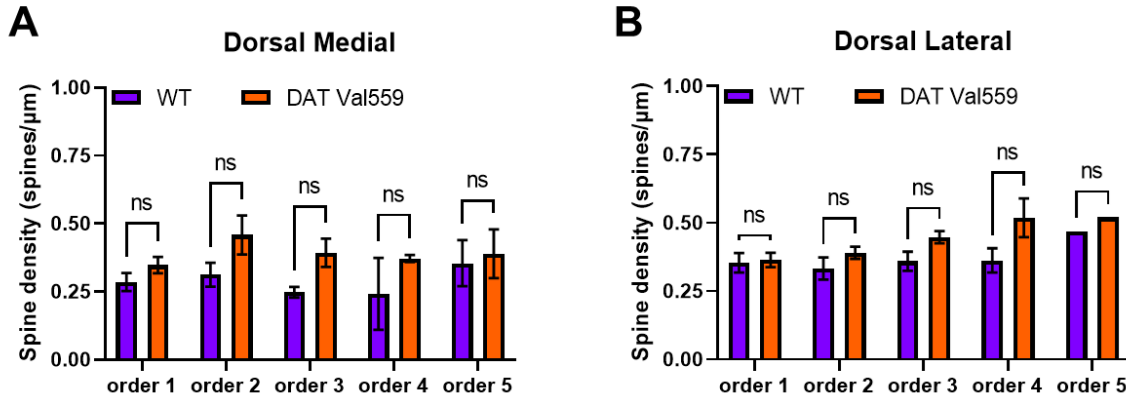 A
Dorsal Medial
Spine density (spines/µm)
1.00
0.75
0.50
0.25
0.00
WT
DAT Val559
ns
ns
ns
ns
ns
order 1
order 2
order 3
order 4
order 5
B
Dorsal Lateral
Spine density (spines/µm)
1.00
0.75
0.50
0.25
0.00
WT
DAT Val559
ns
ns
ns
ns
ns
order 1
order 2
order 3
order 4
order 5